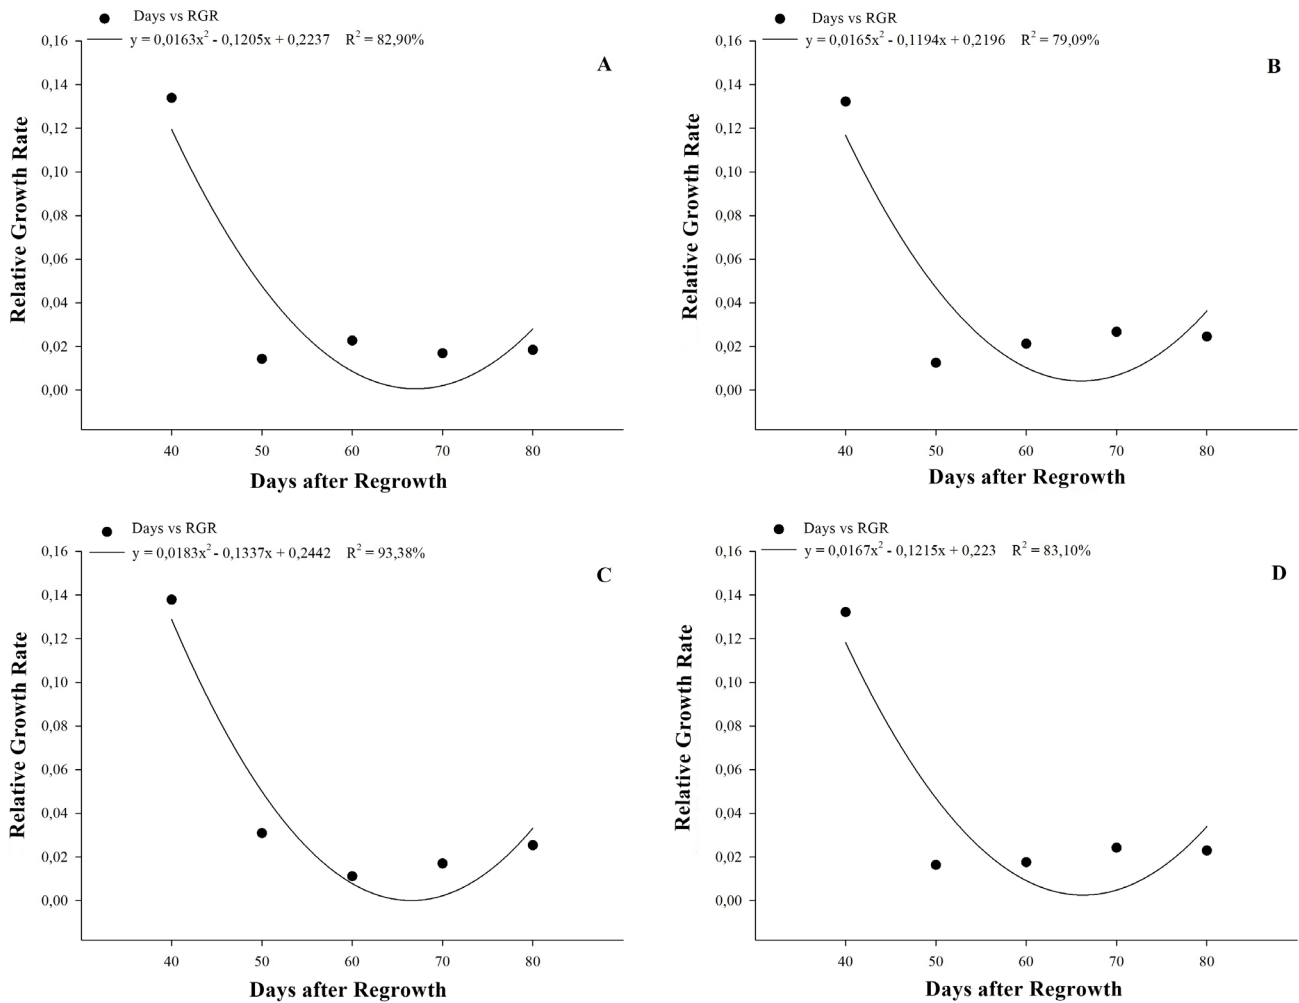 Days vs RGR
y = 0,0163x² - 0,1205x + 0,2237 R² = 82,90%
A
0,16
0,14
0,12
0,10
0,08
0,06
0,04
0,02
0,00
Relative Growth Rate
40 50 60 70 80
Days after Regrowth
Days vs RGR
y = 0,0165x² - 0,1194x + 0,2196 R² = 79,09%
B
0,16
0,14
0,12
0,10
0,08
0,06
0,04
0,02
0,00
Relative Growth Rate
40 50 60 70 80
Days after Regrowth
Days vs RGR
y = 0,0183x² - 0,1337x + 0,2442 R² = 93,38%
C
0,16
0,14
0,12
0,10
0,08
0,06
0,04
0,02
0,00
Relative Growth Rate
40 50 60 70 80
Days after Regrowth
Days vs RGR
y = 0,0167x² - 0,1215x + 0,223 R² = 83,10%
D
0,16
0,14
0,12
0,10
0,08
0,06
0,04
0,02
0,00
Relative Growth Rate
40 50 60 70 80
Days after Regrowth